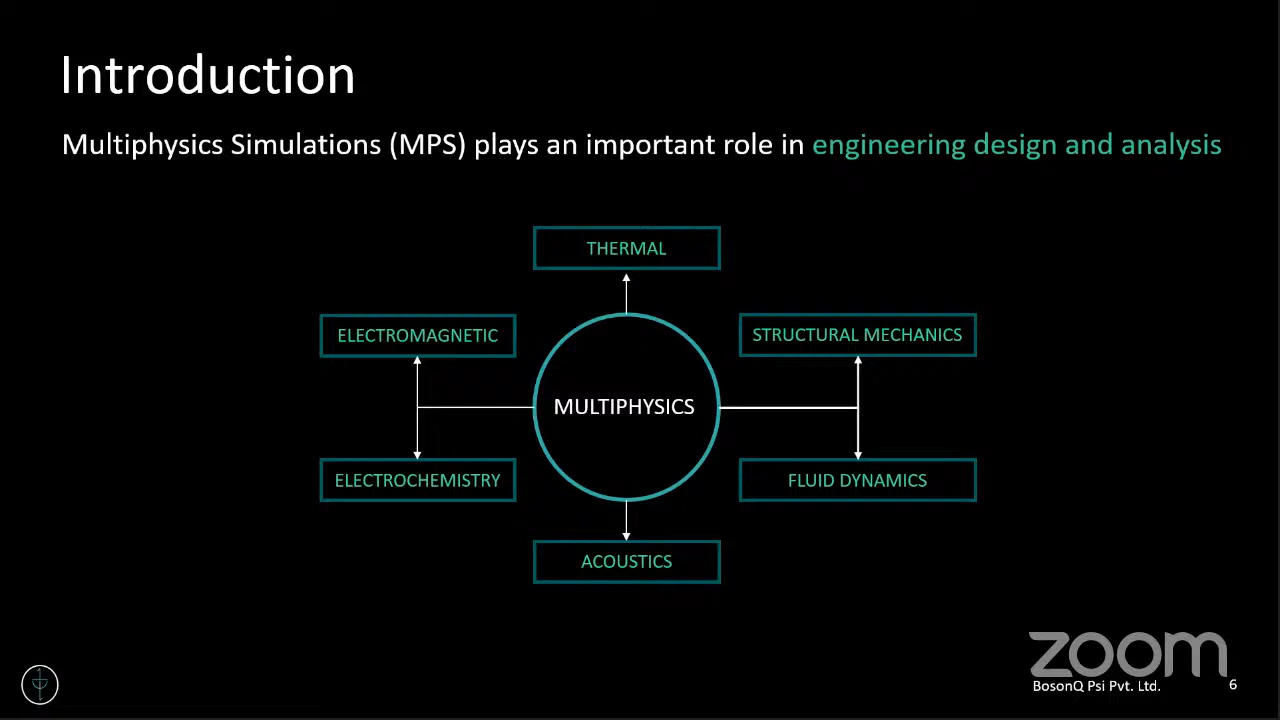 Introduction
Multiphysics Simulations (MPS) plays an important role in engineering design and analysis
THERMAL
ELECTROMAGNETIC
STRUCTURAL MECHANICS
MULTIPHYSICS
ELECTROCHEMISTRY
FLUID DYNAMICS
ACOUSTICS
zoom
BosonQ Psi Pvt. Ltd.
6